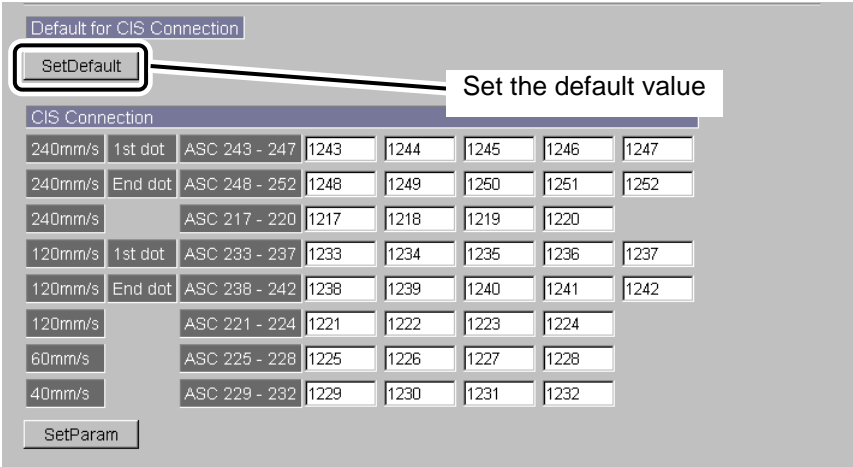 Default for CIS Connection
SetDefault
Set the default value
CIS Connection
240mm/s 1st dot ASC 243 - 247 1243 1244 1245 1246 1247
240mm/s End dot ASC 248 - 252 1248 1249 1250 1251 1252
240mm/s ASC 217 - 220 1217 1218 1219 1220
120mm/s 1st dot ASC 233 - 237 1233 1234 1235 1236 1237
120mm/s End dot ASC 238 - 242 1238 1239 1240 1241 1242
120mm/s ASC 221 - 224 1221 1222 1223 1224
60mm/s ASC 225 - 228 1225 1226 1227 1228
40mm/s ASC 229 - 232 1229 1230 1231 1232
SetParam